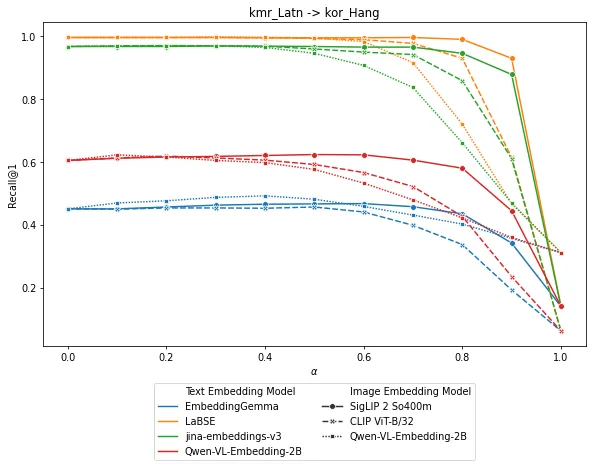 kmr_Latn -> kor_Hang
1.0
0.8
0.6
0.4
0.2
Recall@1
0.0 0.2 0.4 0.6 0.8 1.0
α
Text Embedding Model Image Embedding Model
EmbeddingGemma SigLIP 2 So400m
LaBSE CLIP ViT-B/32
jina-embeddings-v3 Qwen-VL-Embedding-2B
Qwen-VL-Embedding-2B